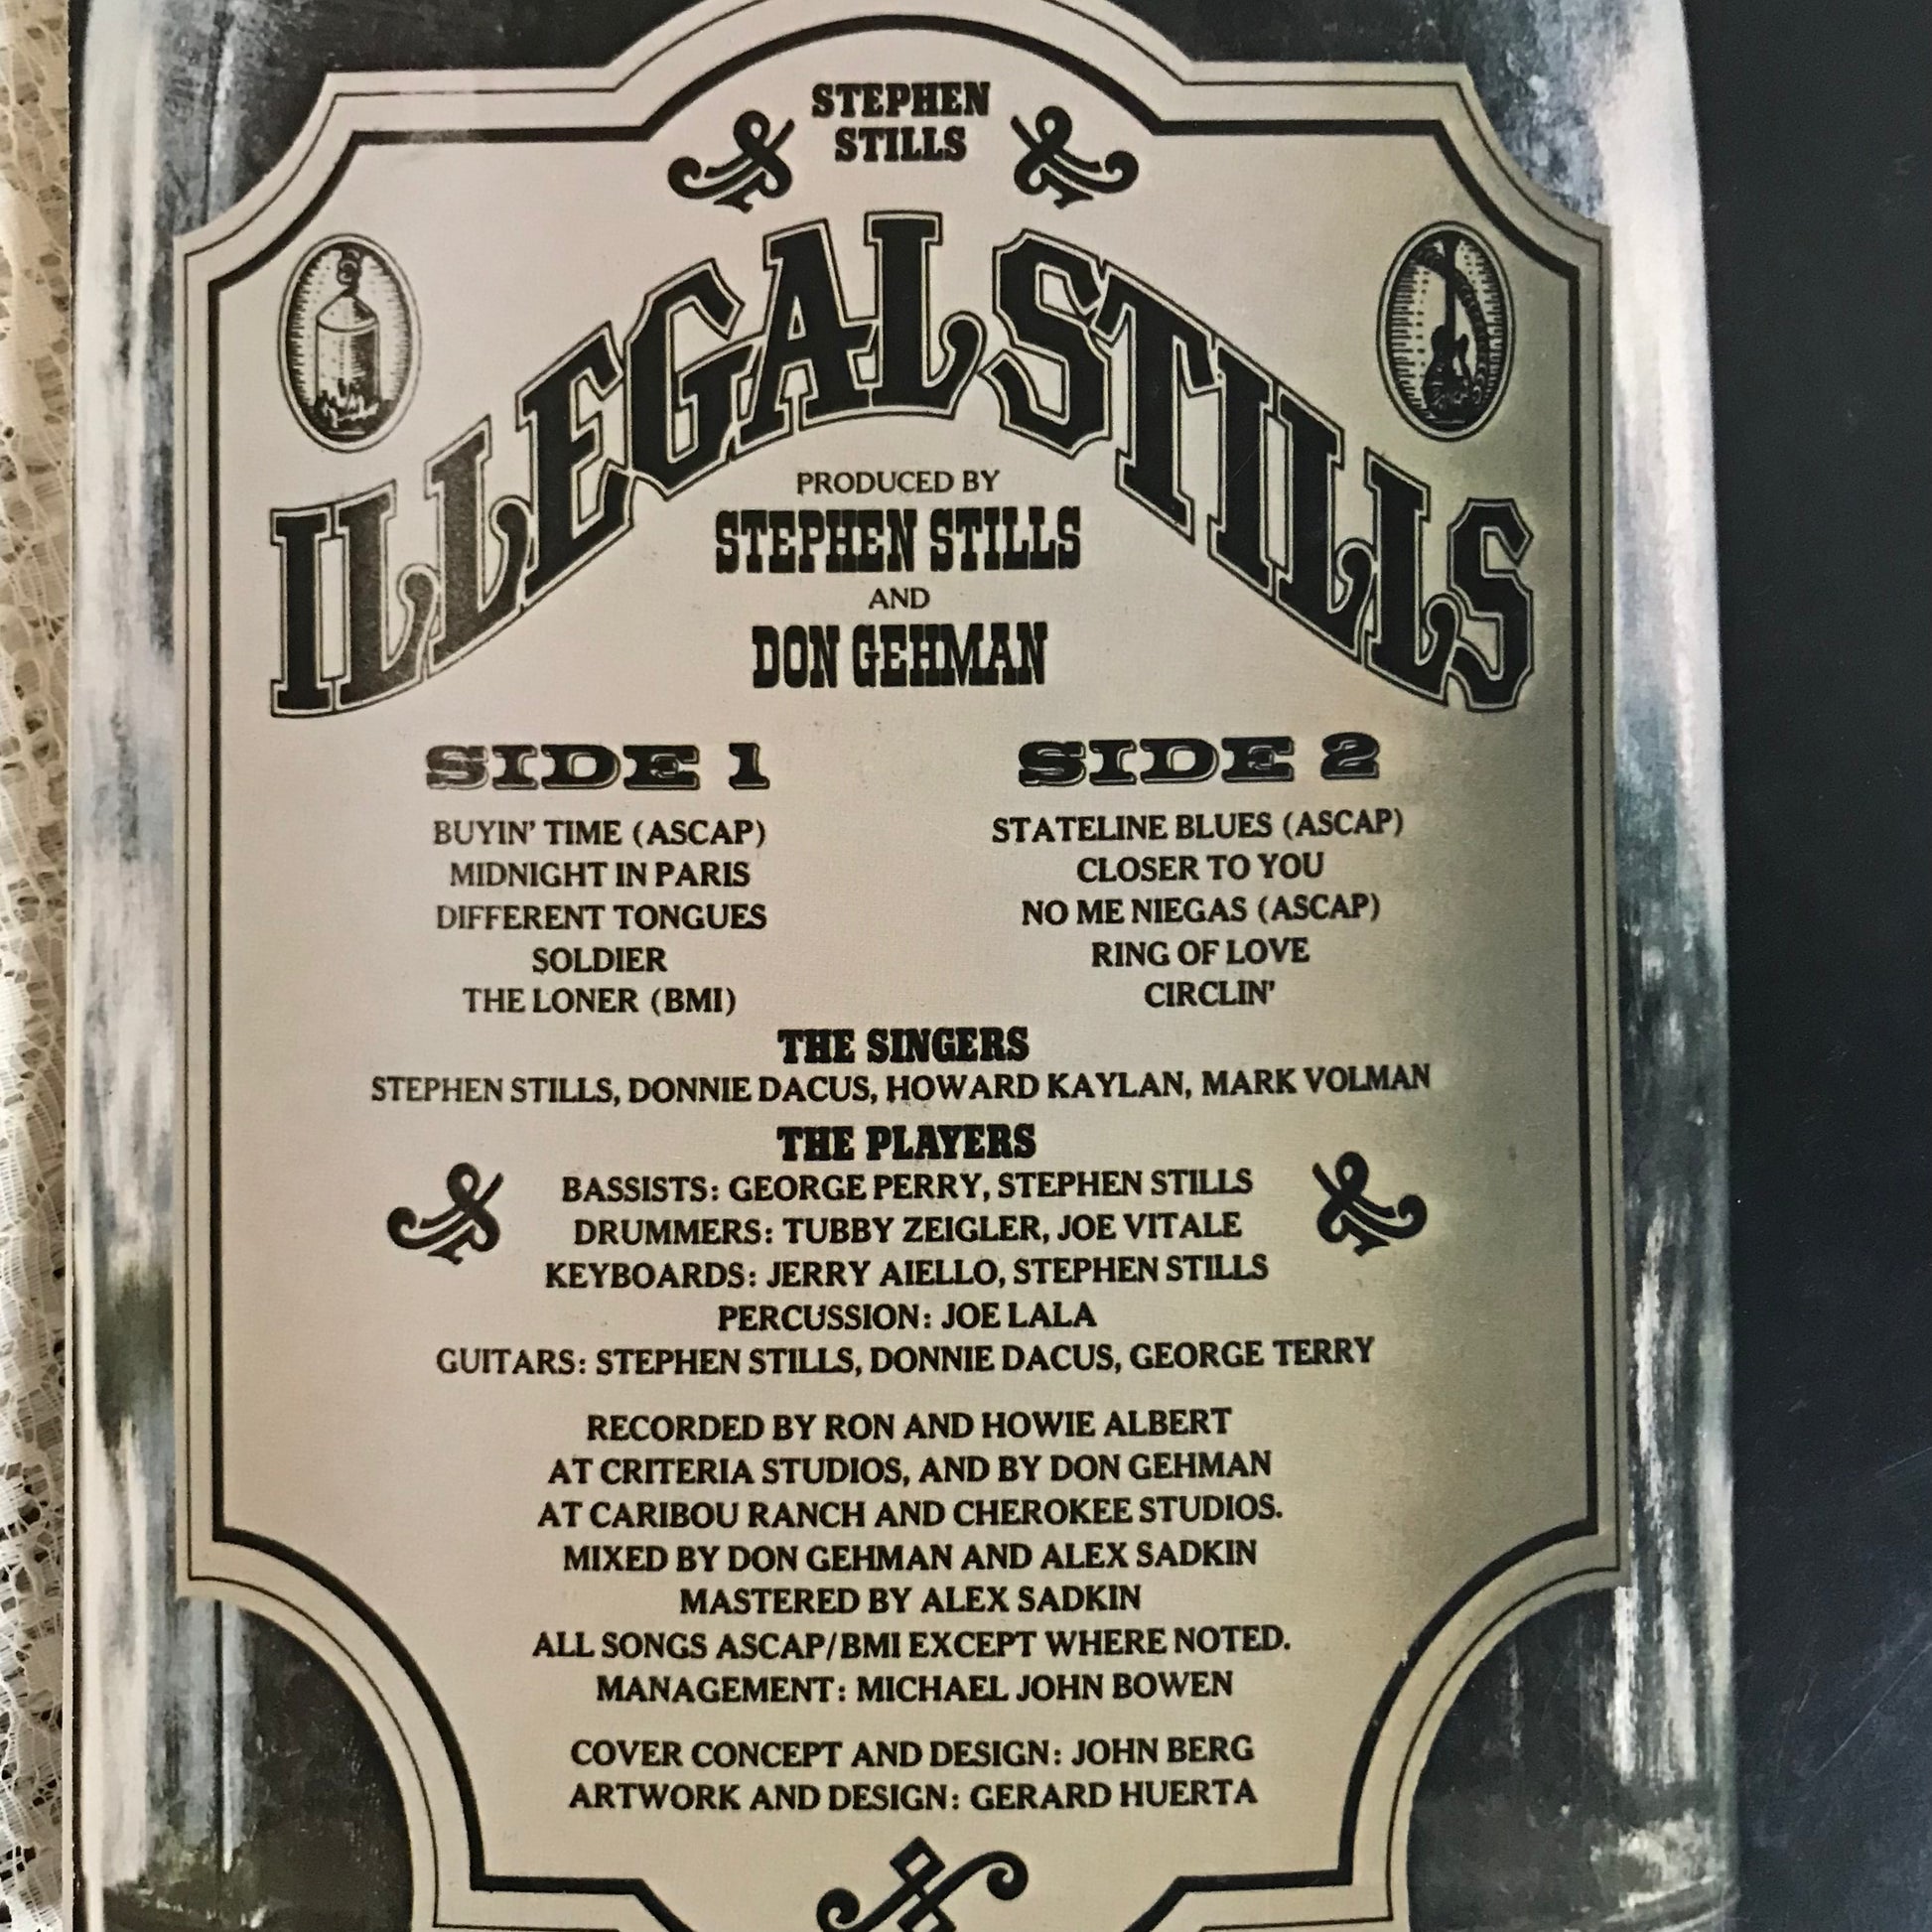 STEPHEN
STILLS
ILLEGAL STILLS
PRODUCED BY
STEPHEN STILLS
AND
DON GEHMAN
SIDE 1
BUYIN' TIME (ASCAP)
MIDNIGHT IN PARIS
DIFFERENT TONGUES
SOLDIER
THE LONER (BMI)
SIDE 2
STATELINE BLUES (ASCAP)
CLOSER TO YOU
NO ME NIEGAS (ASCAP)
RING OF LOVE
CIRCLIN'
THE SINGERS
STEPHEN STILLS, DONNIE DACUS, HOWARD KAYLAN, MARK VOLMAN
THE PLAYERS
BASSISTS: GEORGE PERRY, STEPHEN STILLS
DRUMMERS: TUBBY ZEIGLER, JOE VITALE
KEYBOARDS: JERRY AIELLO, STEPHEN STILLS
PERCUSSION: JOE LALA
GUITARS: STEPHEN STILLS, DONNIE DACUS, GEORGE TERRY
RECORDED BY RON AND HOWIE ALBERT
AT CRITERIA STUDIOS, AND BY DON GEHMAN
AT CARIBOU RANCH AND CHEROKEE STUDIOS.
MIXED BY DON GEHMAN AND ALEX SADKIN
MASTERED BY ALEX SADKIN
ALL SONGS ASCAP/BMI EXCEPT WHERE NOTED.
MANAGEMENT: MICHAEL JOHN BOWEN
COVER CONCEPT AND DESIGN: JOHN BERG
ARTWORK AND DESIGN: GERARD HUERTA